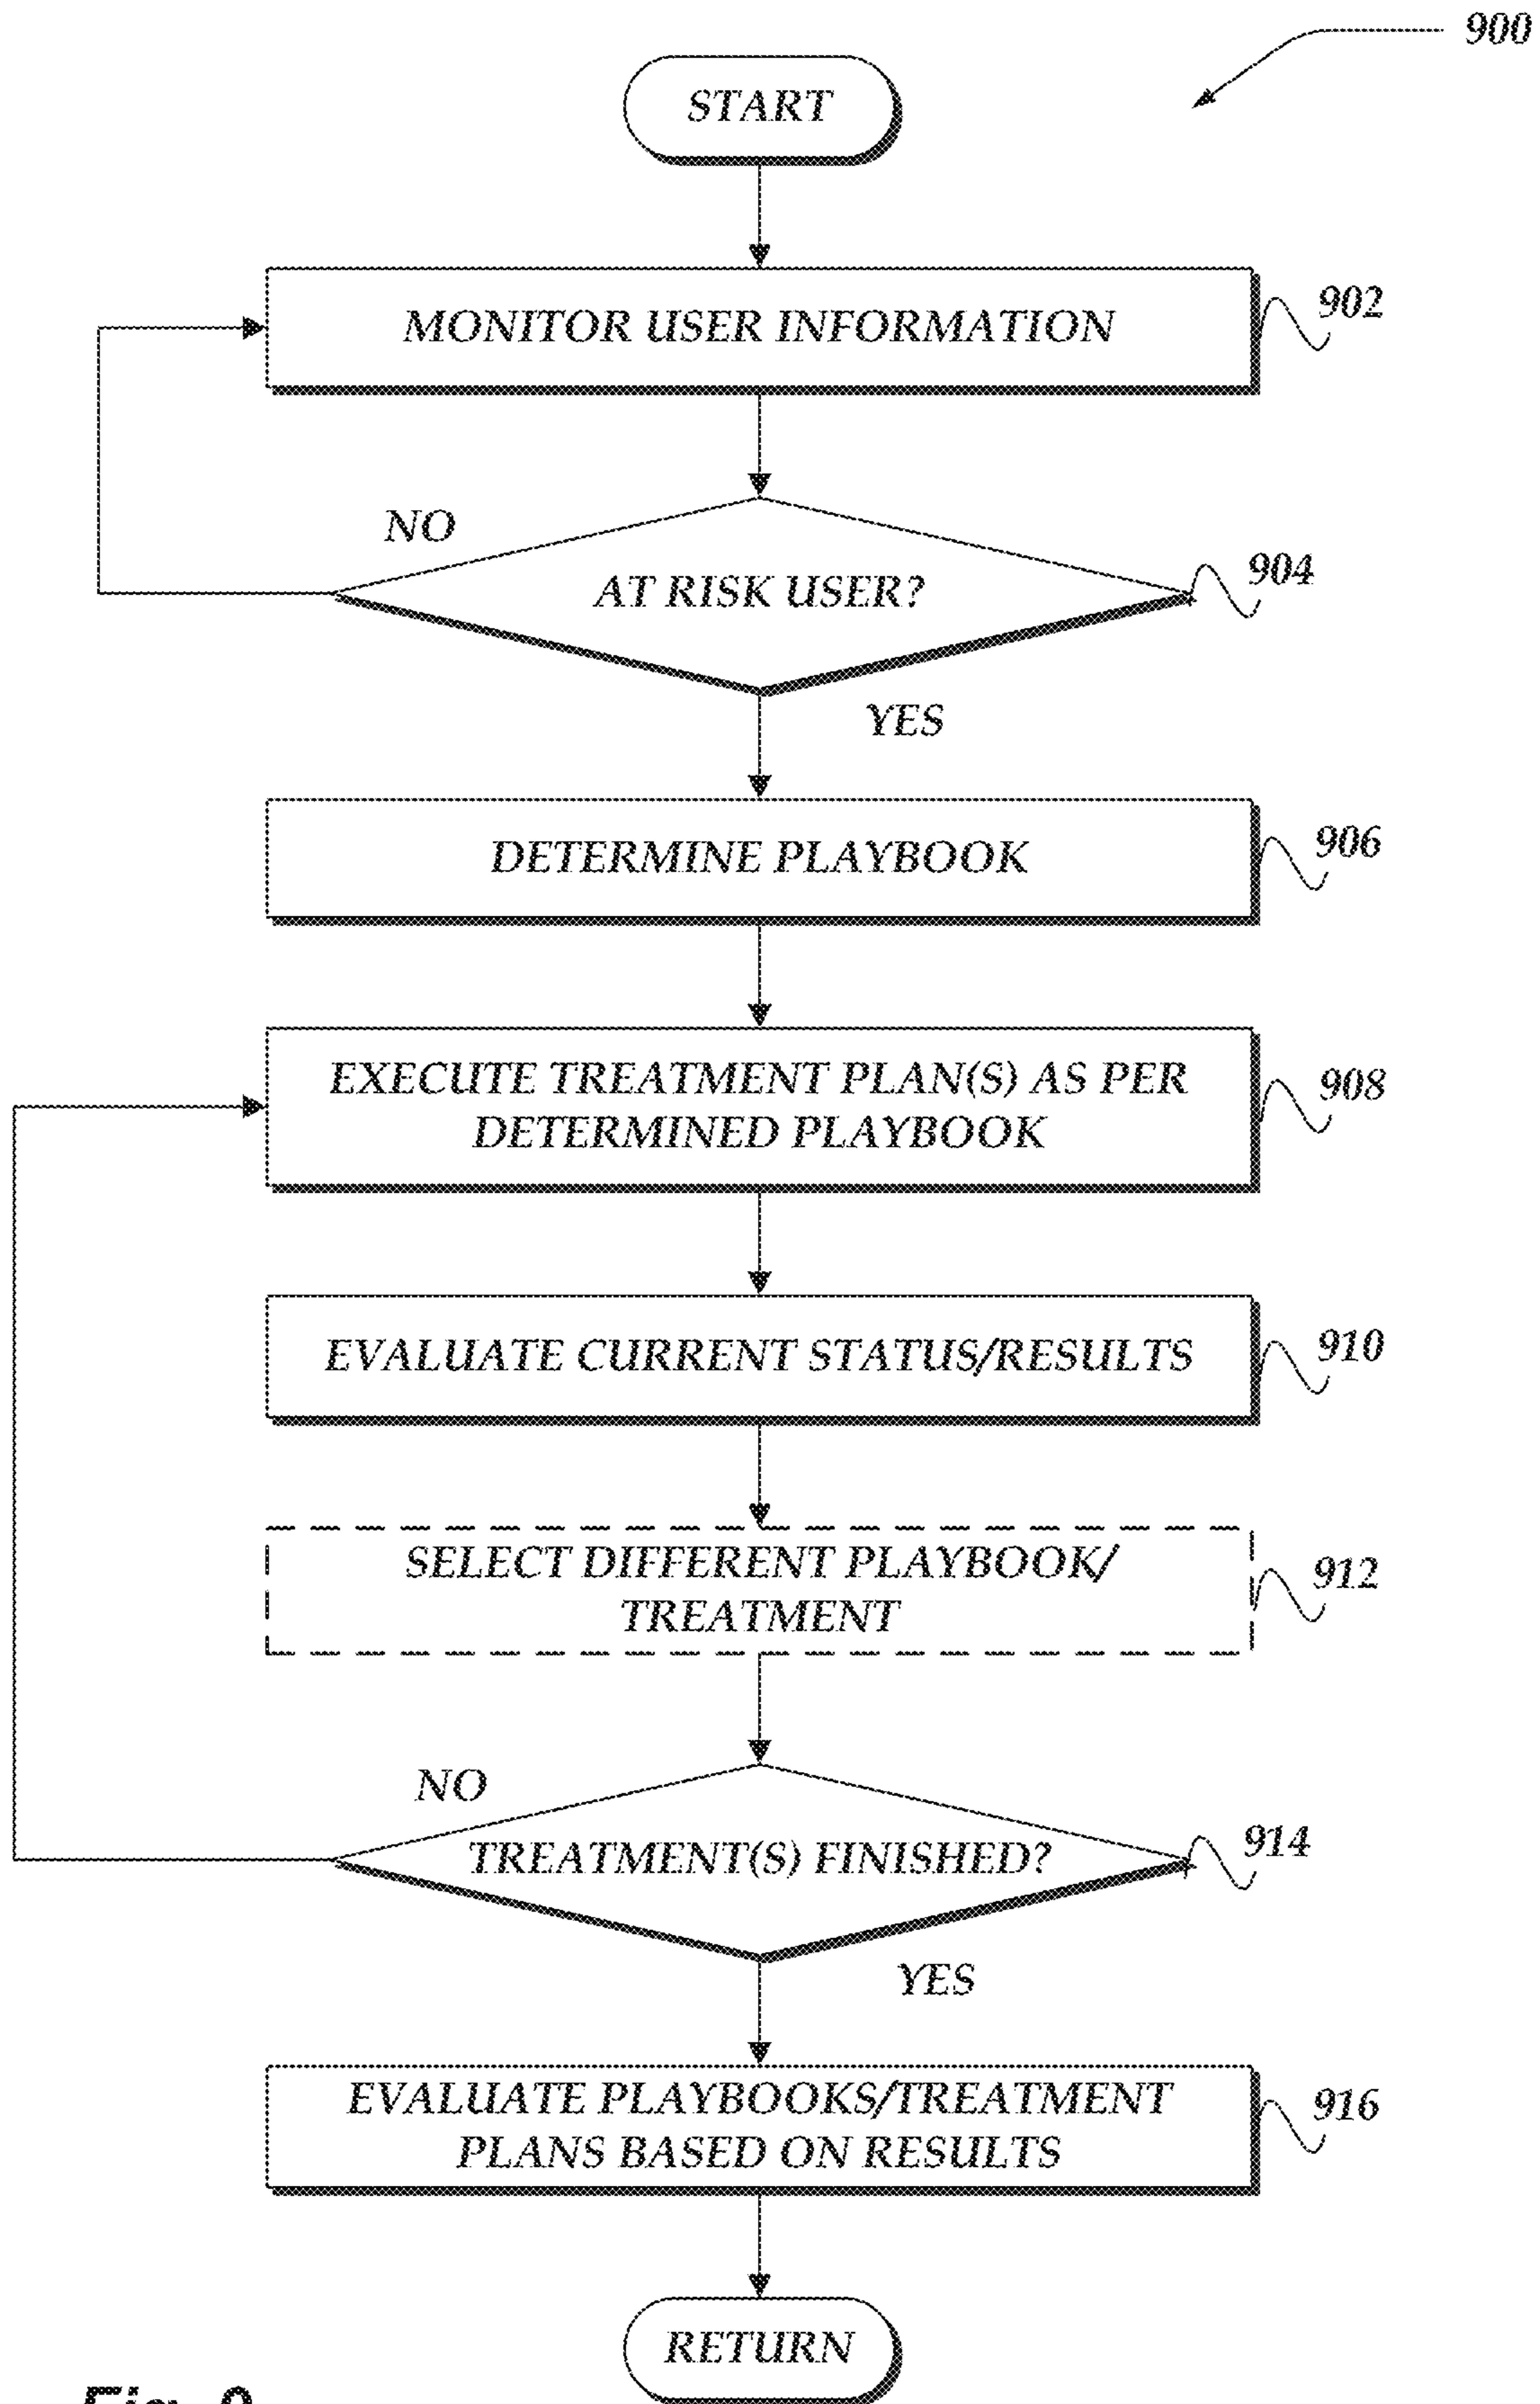 900
START
MONITOR USER INFORMATION
902
NO
AT RISK USER?
904
YES
DETERMINE PLAYBOOK
906
EXECUTE TREATMENT PLAN(S) AS PER
DETERMINED PLAYBOOK
908
EVALUATE CURRENT STATUS/RESULTS
910
SELECT DIFFERENT PLAYBOOK/
TREATMENT
912
NO
TREATMENT(S) FINISHED?
914
YES
EVALUATE PLAYBOOKS/TREATMENT
PLANS BASED ON RESULTS
916
RETURN